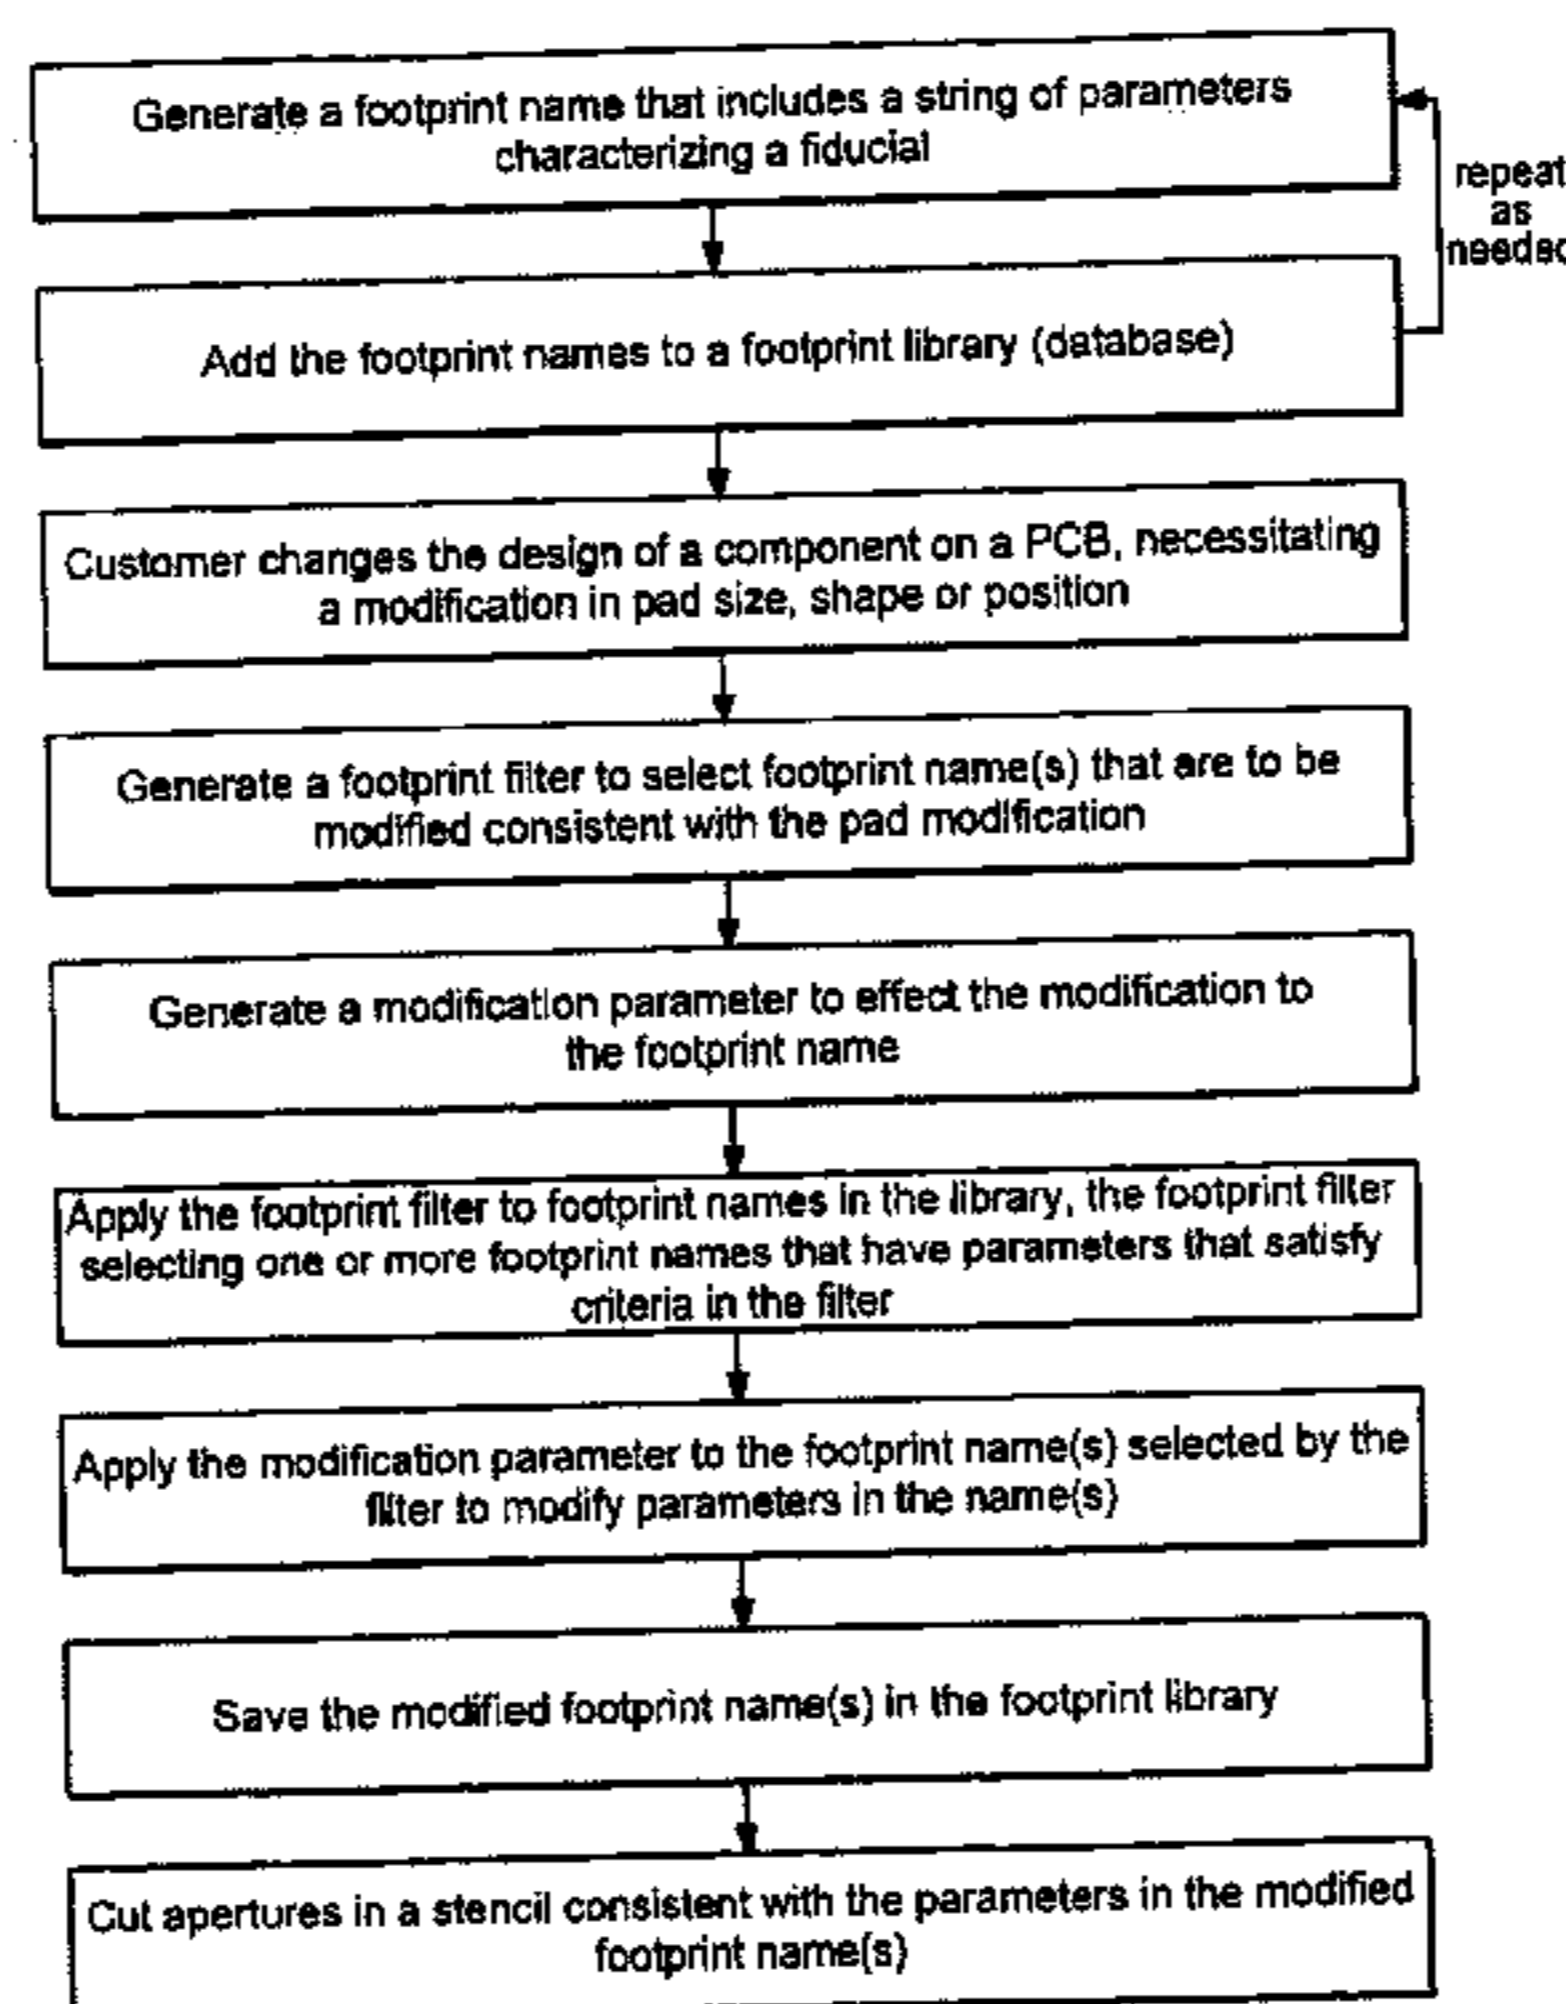 Generate a footprint name that includes a string of parameters
characterizing a fiducial
repeat
as
needed
Add the footprint names to a footprint library (database)
Customer changes the design of a component on a PCB, necessitating
a modification in pad size, shape or position
Generate a footprint filter to select footprint name(s) that are to be
modified consistent with the pad modification
Generate a modification parameter to effect the modification to
the footprint name
Apply the footprint filter to footprint names in the library, the footprint filter
selecting one or more footprint names that have parameters that satisfy
criteria in the filter
Apply the modification parameter to the footprint name(s) selected by the
filter to modify parameters in the name(s)
Save the modified footprint name(s) in the footprint library
Cut apertures in a stencil consistent with the parameters in the modified
footprint name(s)